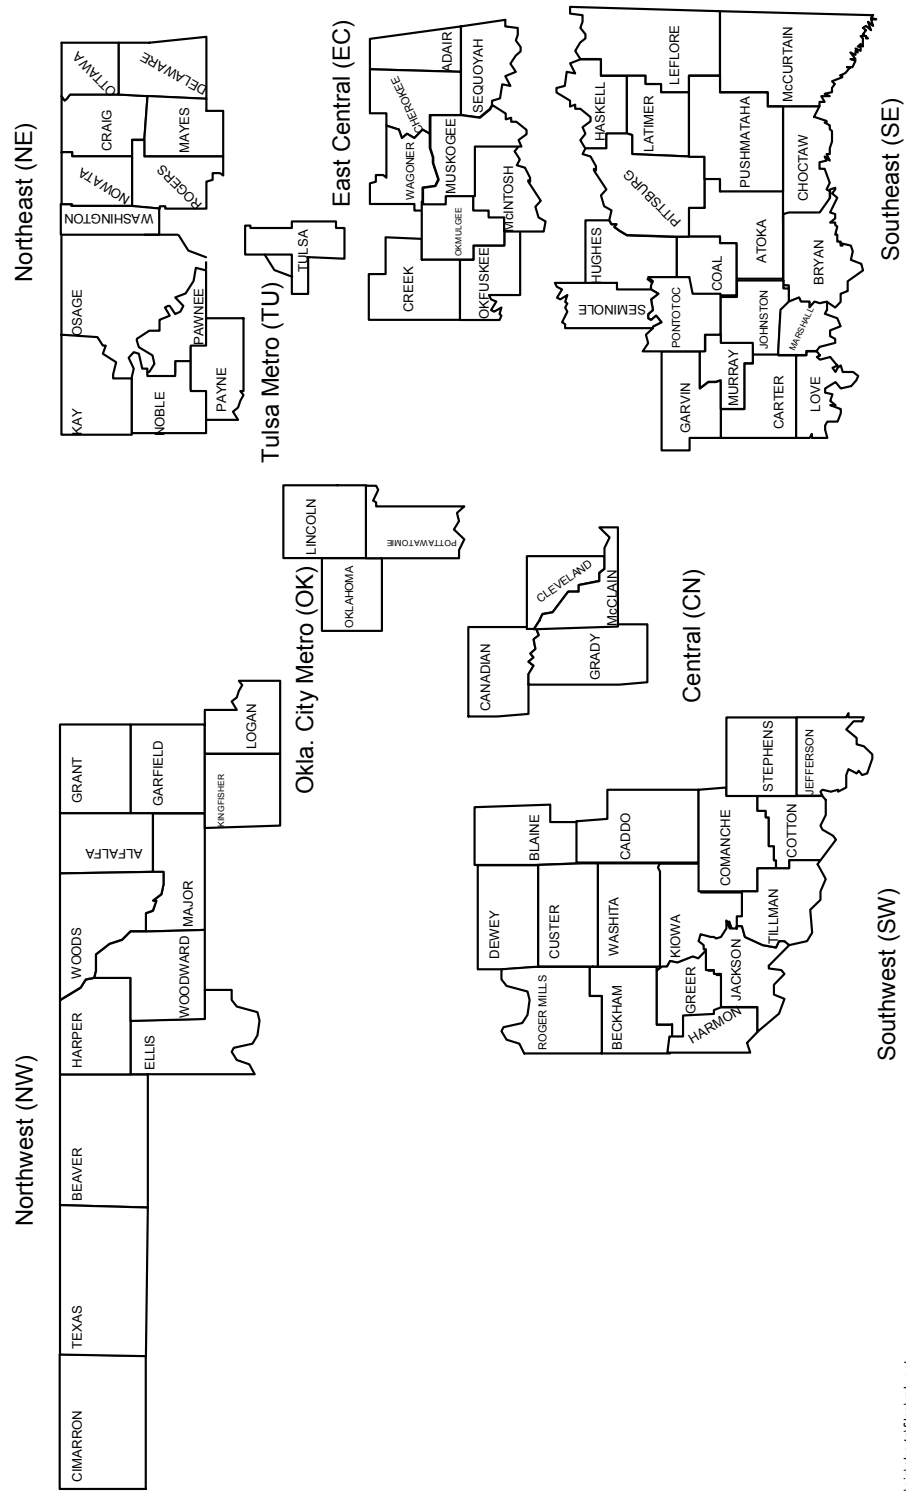 Northwest (NW)
CIMARRON
TEXAS
BEAVER
HARPER
ELLIS
WOODS
WOODWARD
ALFALFA
MAJOR
GRANT
GARFIELD
KINGFISHER
LOGAN
Northeast (NE)
KAY
NOBLE
OSAGE
PAWNEE
PAYNE
WASHINGTON
NOWATA
ROGERS
CRAIG
MAYES
OTTAWA
DELAWARE
Tulsa Metro (TU)
TULSA
Okla. City Metro (OK)
OKLAHOMA
LINCOLN
POTTAWATOMIE
East Central (EC)
CREEK
OKFUSKEE
OKMULGEE
WAGONER
MUSKOGEE
McINTOSH
CHEROKEE
ADAIR
SEQUOYAH
Southwest (SW)
ROGER MILLS
BECKHAM
DEWEY
CUSTER
WASHITA
BLAINE
CADDO
KIOWA
GREER
HARMON
JACKSON
COMANCHE
TILLMAN
COTTON
STEPHENS
JEFFERSON
Central (CN)
CANADIAN
GRADY
CLEVELAND
McCLAIN
Southeast (SE)
SEMINOLE
HUGHES
PONTOTOC
GARVIN
MURRAY
CARTER
LOVE
JOHNSTON
MARSHALL
COAL
ATOKA
BRYAN
PITTSBURG
HASKELL
LATIMER
LEFLORE
PUSHMATAHA
CHOCTAW
McCURTAIN